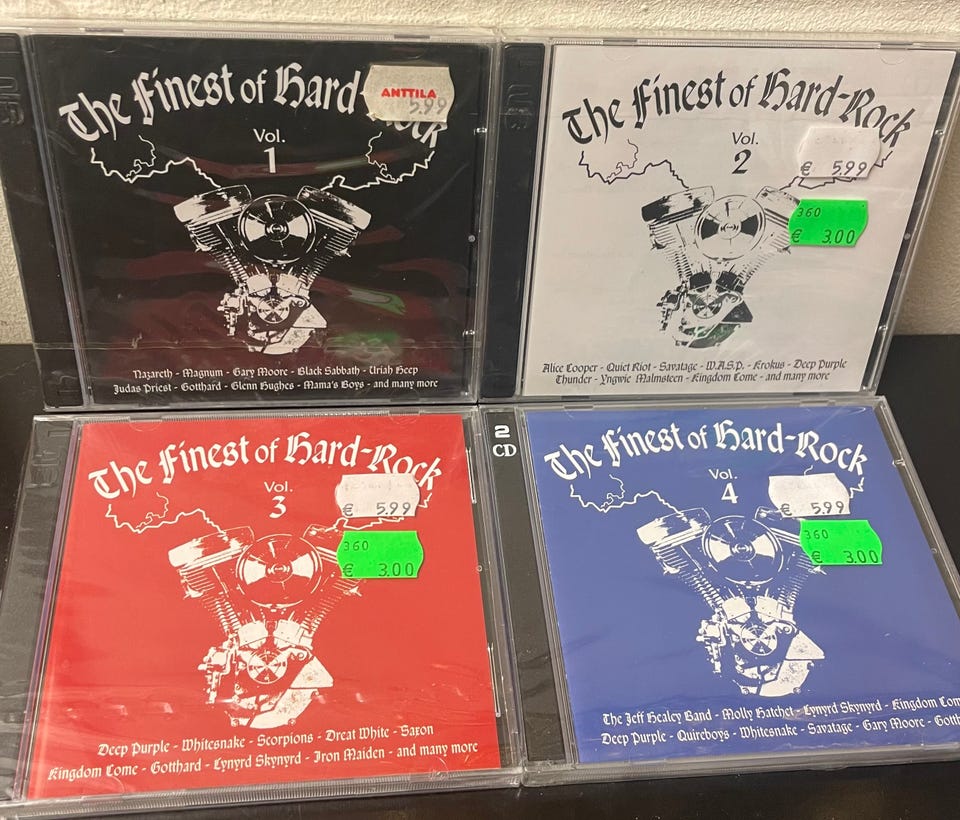 The Finest of Hard-Rock
Vol.
1
ANTTILA
5.99
Nazareth - Magnum - Gary Moore - Black Sabbath - Uriah Heep
Judas Priest - Gotthard - Glenn Hughes - Mama's Boys - and many more
The Finest of Hard-Rock
Vol.
2
€ 5.99
360
€ 3.00
Alice Cooper - Quiet Riot - Savatage - W.A.S.P. - Krokus - Deep Purple
Thunder - Yngwie Malmsteen - Kingdom Come - and many more
The Finest of Hard-Rock
Vol.
3
€ 5.99
360
€ 3.00
Deep Purple - Whitesnake - Scorpions - Dreat White - Saxon
Kingdom Come - Gotthard - Lynyrd Skynyrd - Iron Maiden - and many more
2
CD
The Finest of Hard-Rock
Vol.
4
€ 5.99
360
€ 3.00
The Jeff Healey Band - Molly Hatchet - Lynyrd Skynyrd - Kingdom Com
Deep Purple - Quireboys - Whitesnake - Savatage - Gary Moore - Gotth